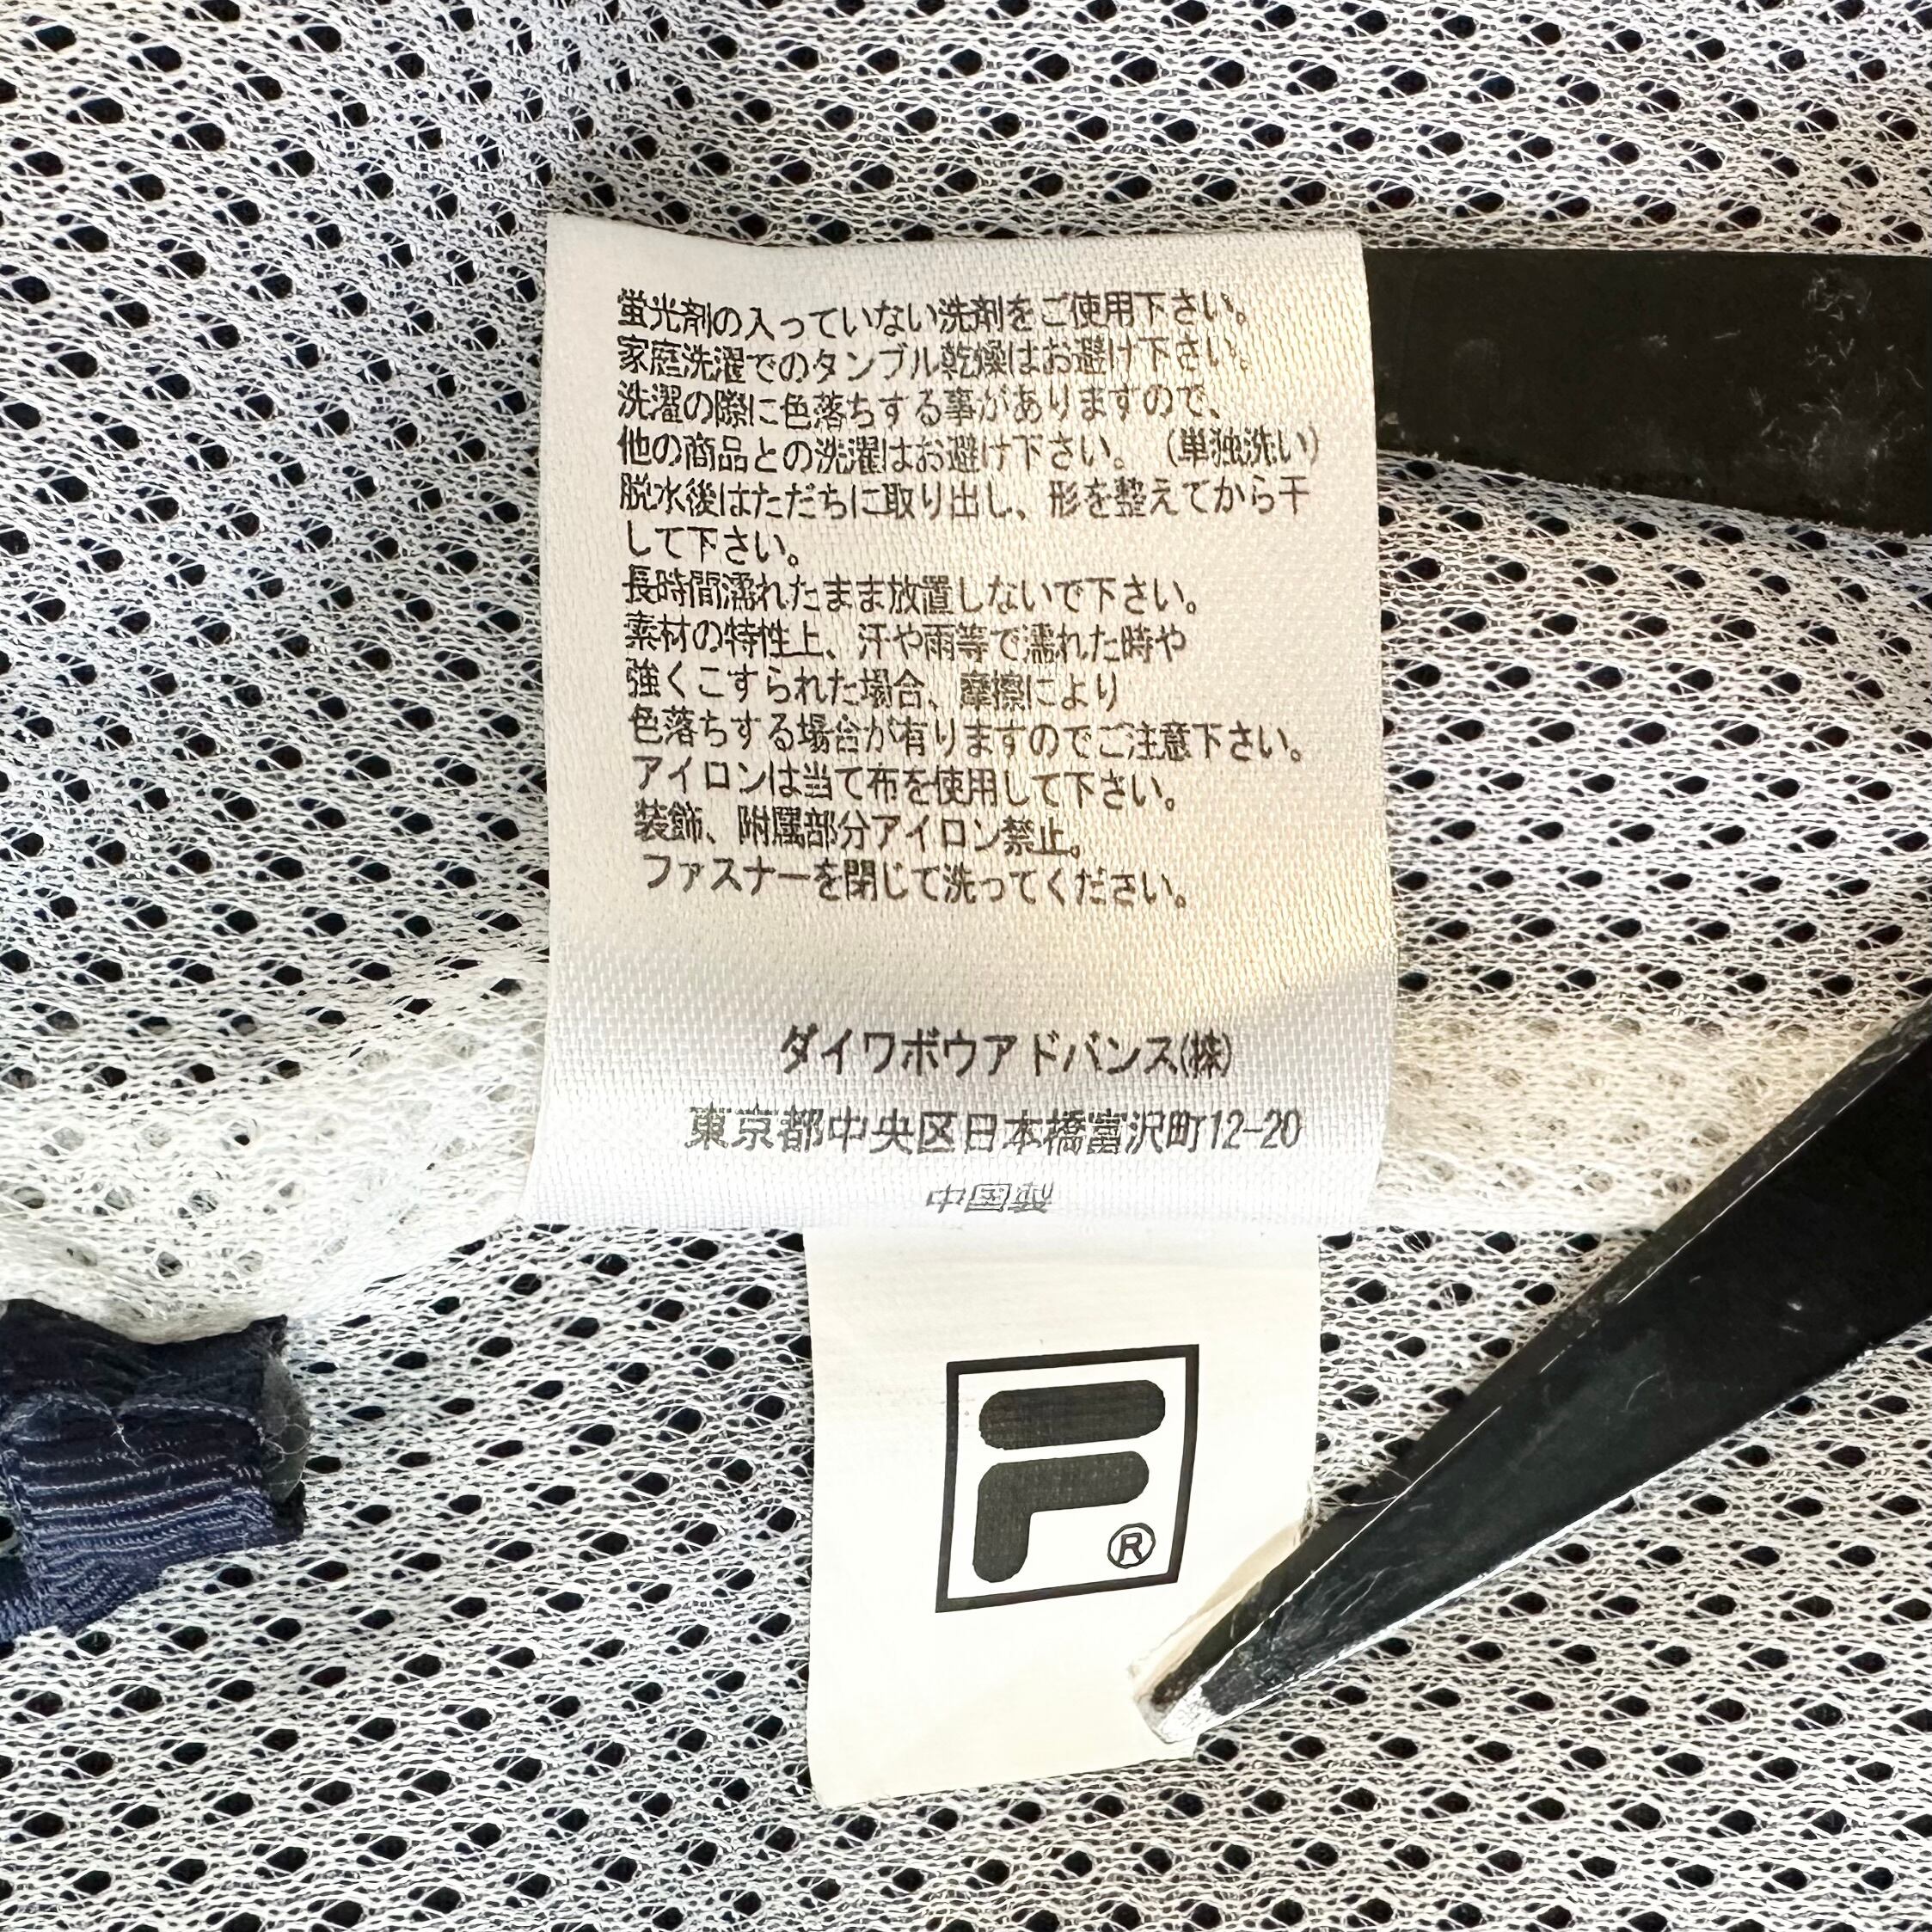 蛍光剤の入っていない洗剤をご使用下さい。
家庭洗濯でのタンブル乾燥はお避け下さい。
洗濯の際に色落ちする事がありますので、
他の商品との洗濯はお避け下さい。（単独洗い）
脱水後はただちに取り出し、形を整えてから干
して下さい。
長時間濡れたまま放置しないで下さい。
素材の特性上、汗や雨等で濡れた時や
強くこすられた場合、摩擦により
色落ちする場合が有りますのでご注意下さい。
アイロンは当て布を使用して下さい。
装飾、附属部分アイロン禁止。
ファスナーを閉じて洗ってください。
ダイワボウアドバンス(株)
東京都中央区日本橋富沢町12-20
中国製
F
®